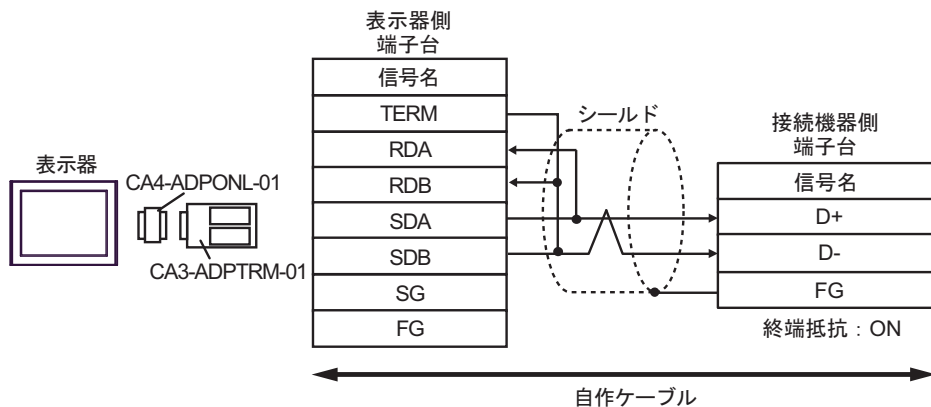 表示器
CA4-ADPONL-01
CA3-ADPTRM-01
表示器側
端子台
信号名
TERM
RDA
RDB
SDA
SDB
SG
FG
シールド
接続機器側
端子台
信号名
D+
D-
FG
終端抵抗：ON
自作ケーブル